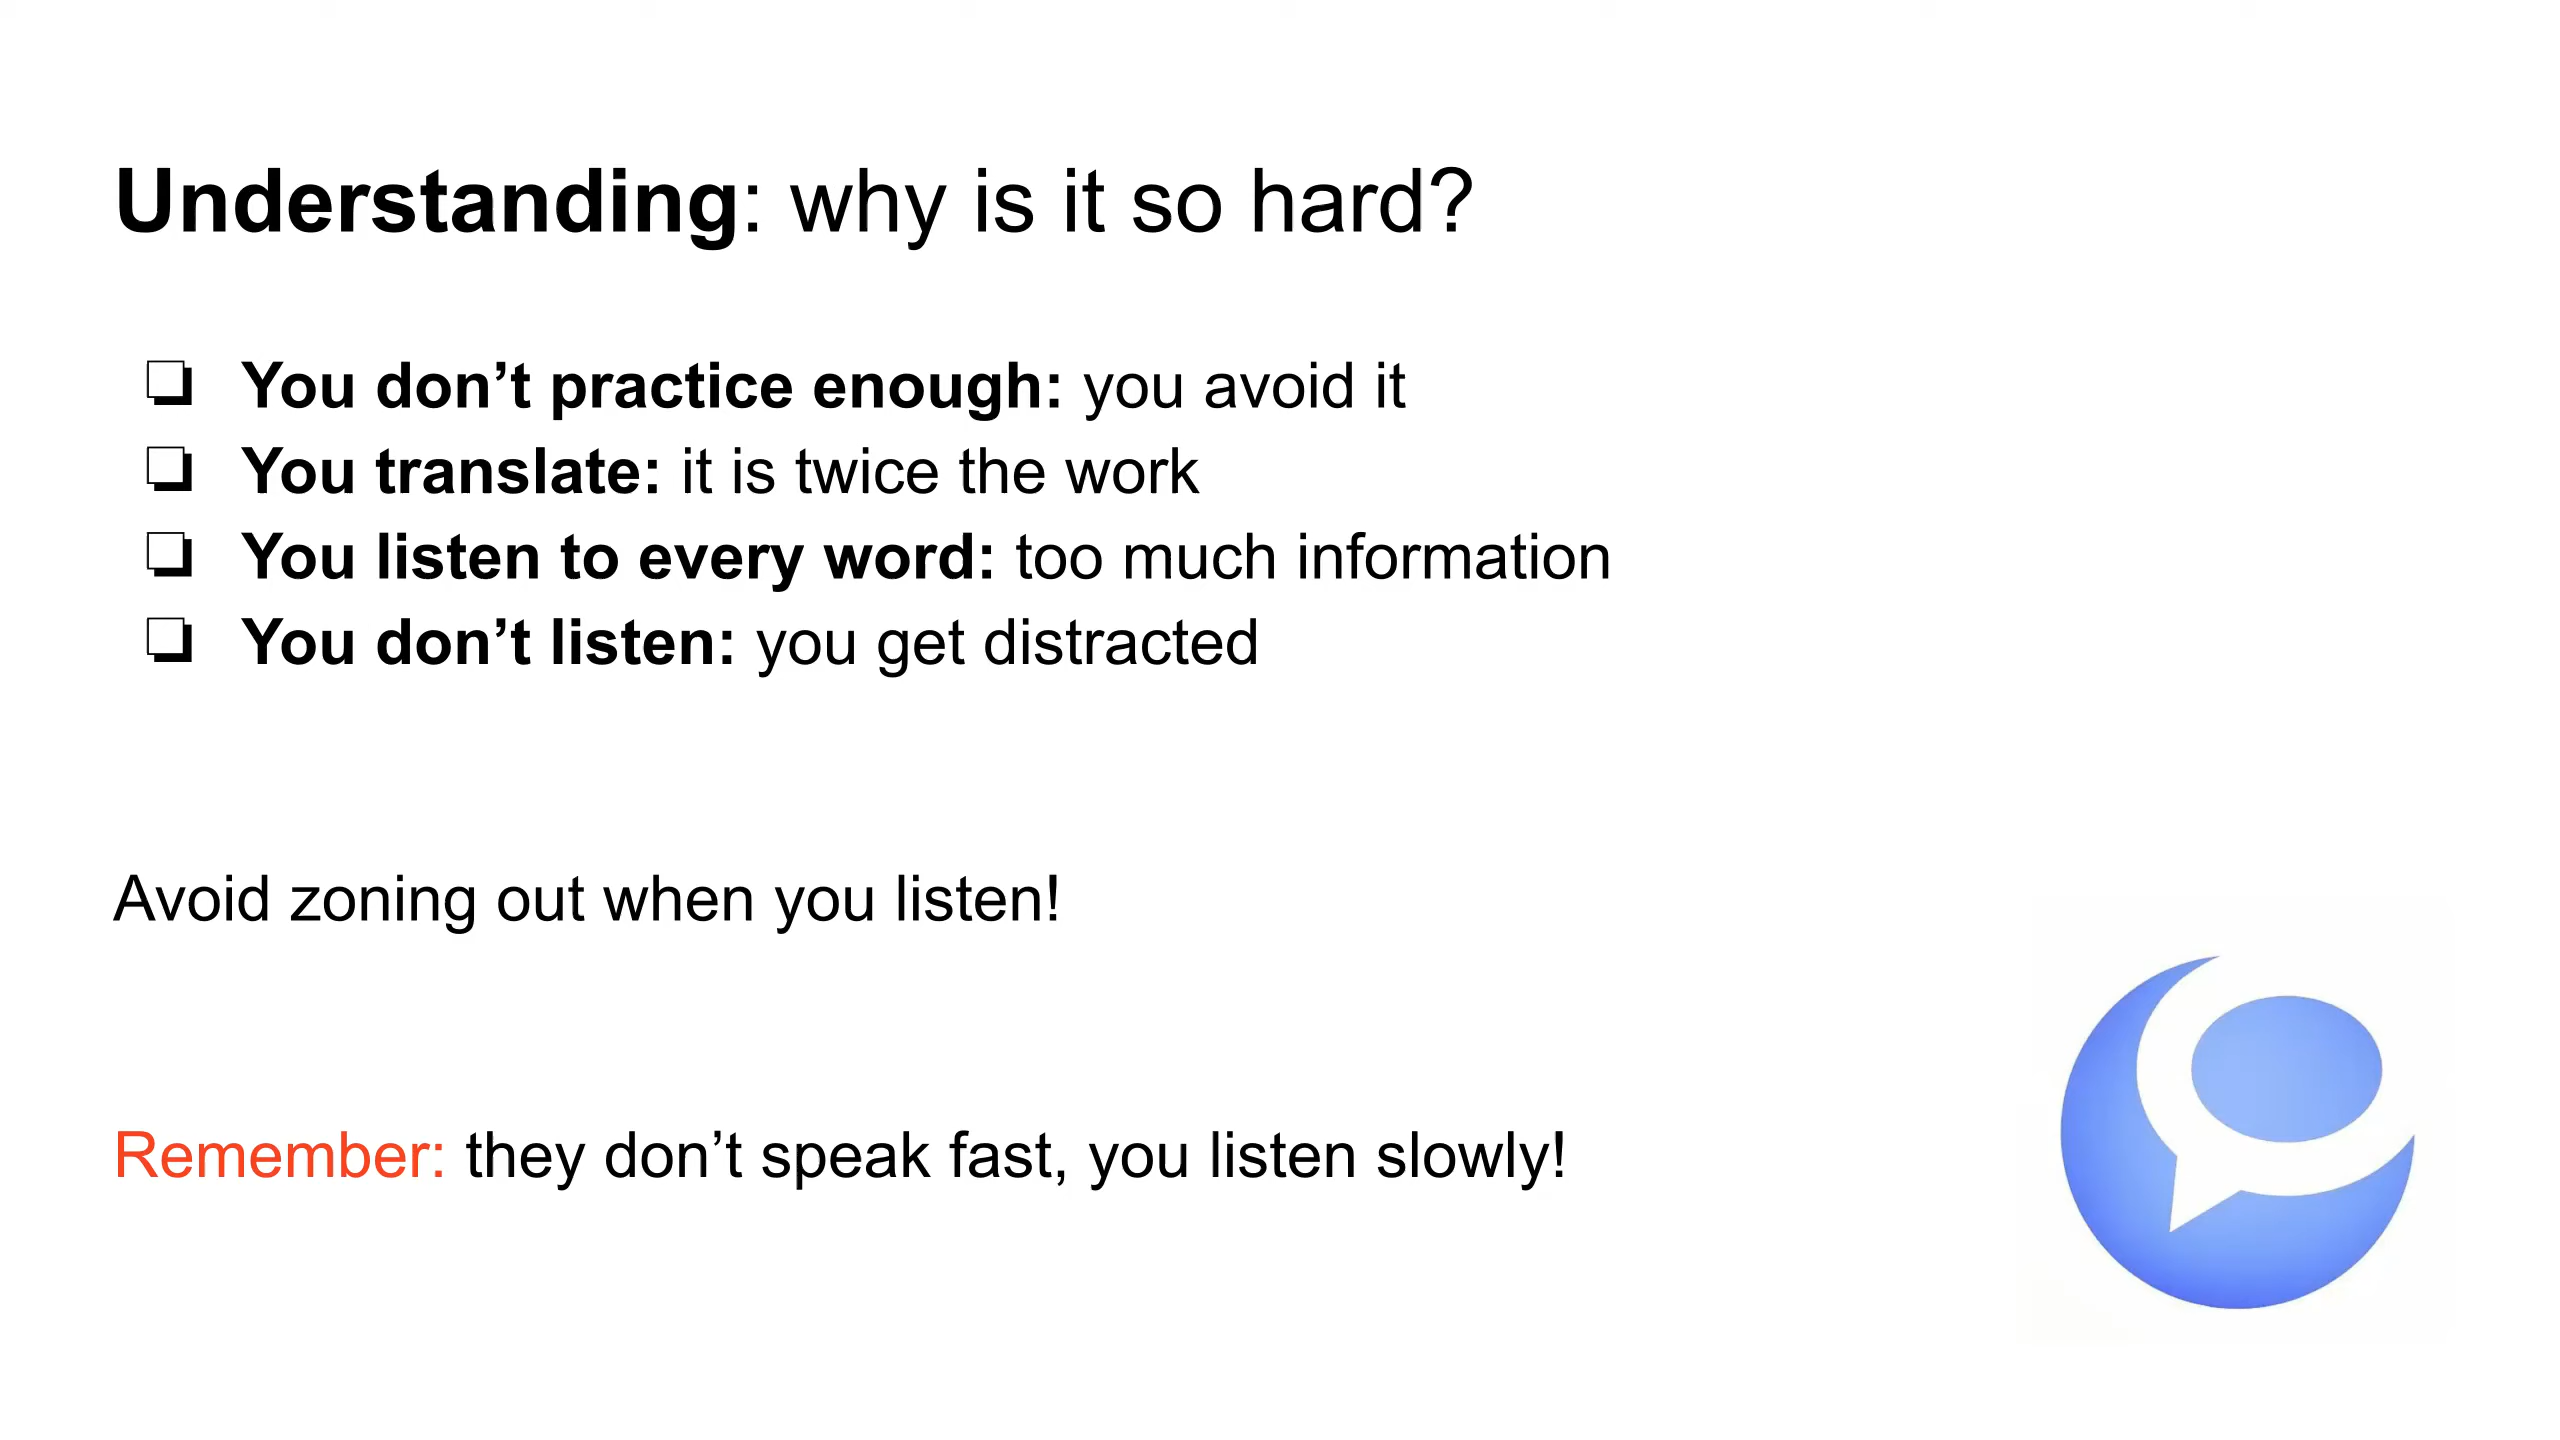 Understanding: why is it so hard?
❏ You don’t practice enough: you avoid it
❏ You translate: it is twice the work
❏ You listen to every word: too much information
❏ You don’t listen: you get distracted
Avoid zoning out when you listen!
Remember: they don’t speak fast, you listen slowly!